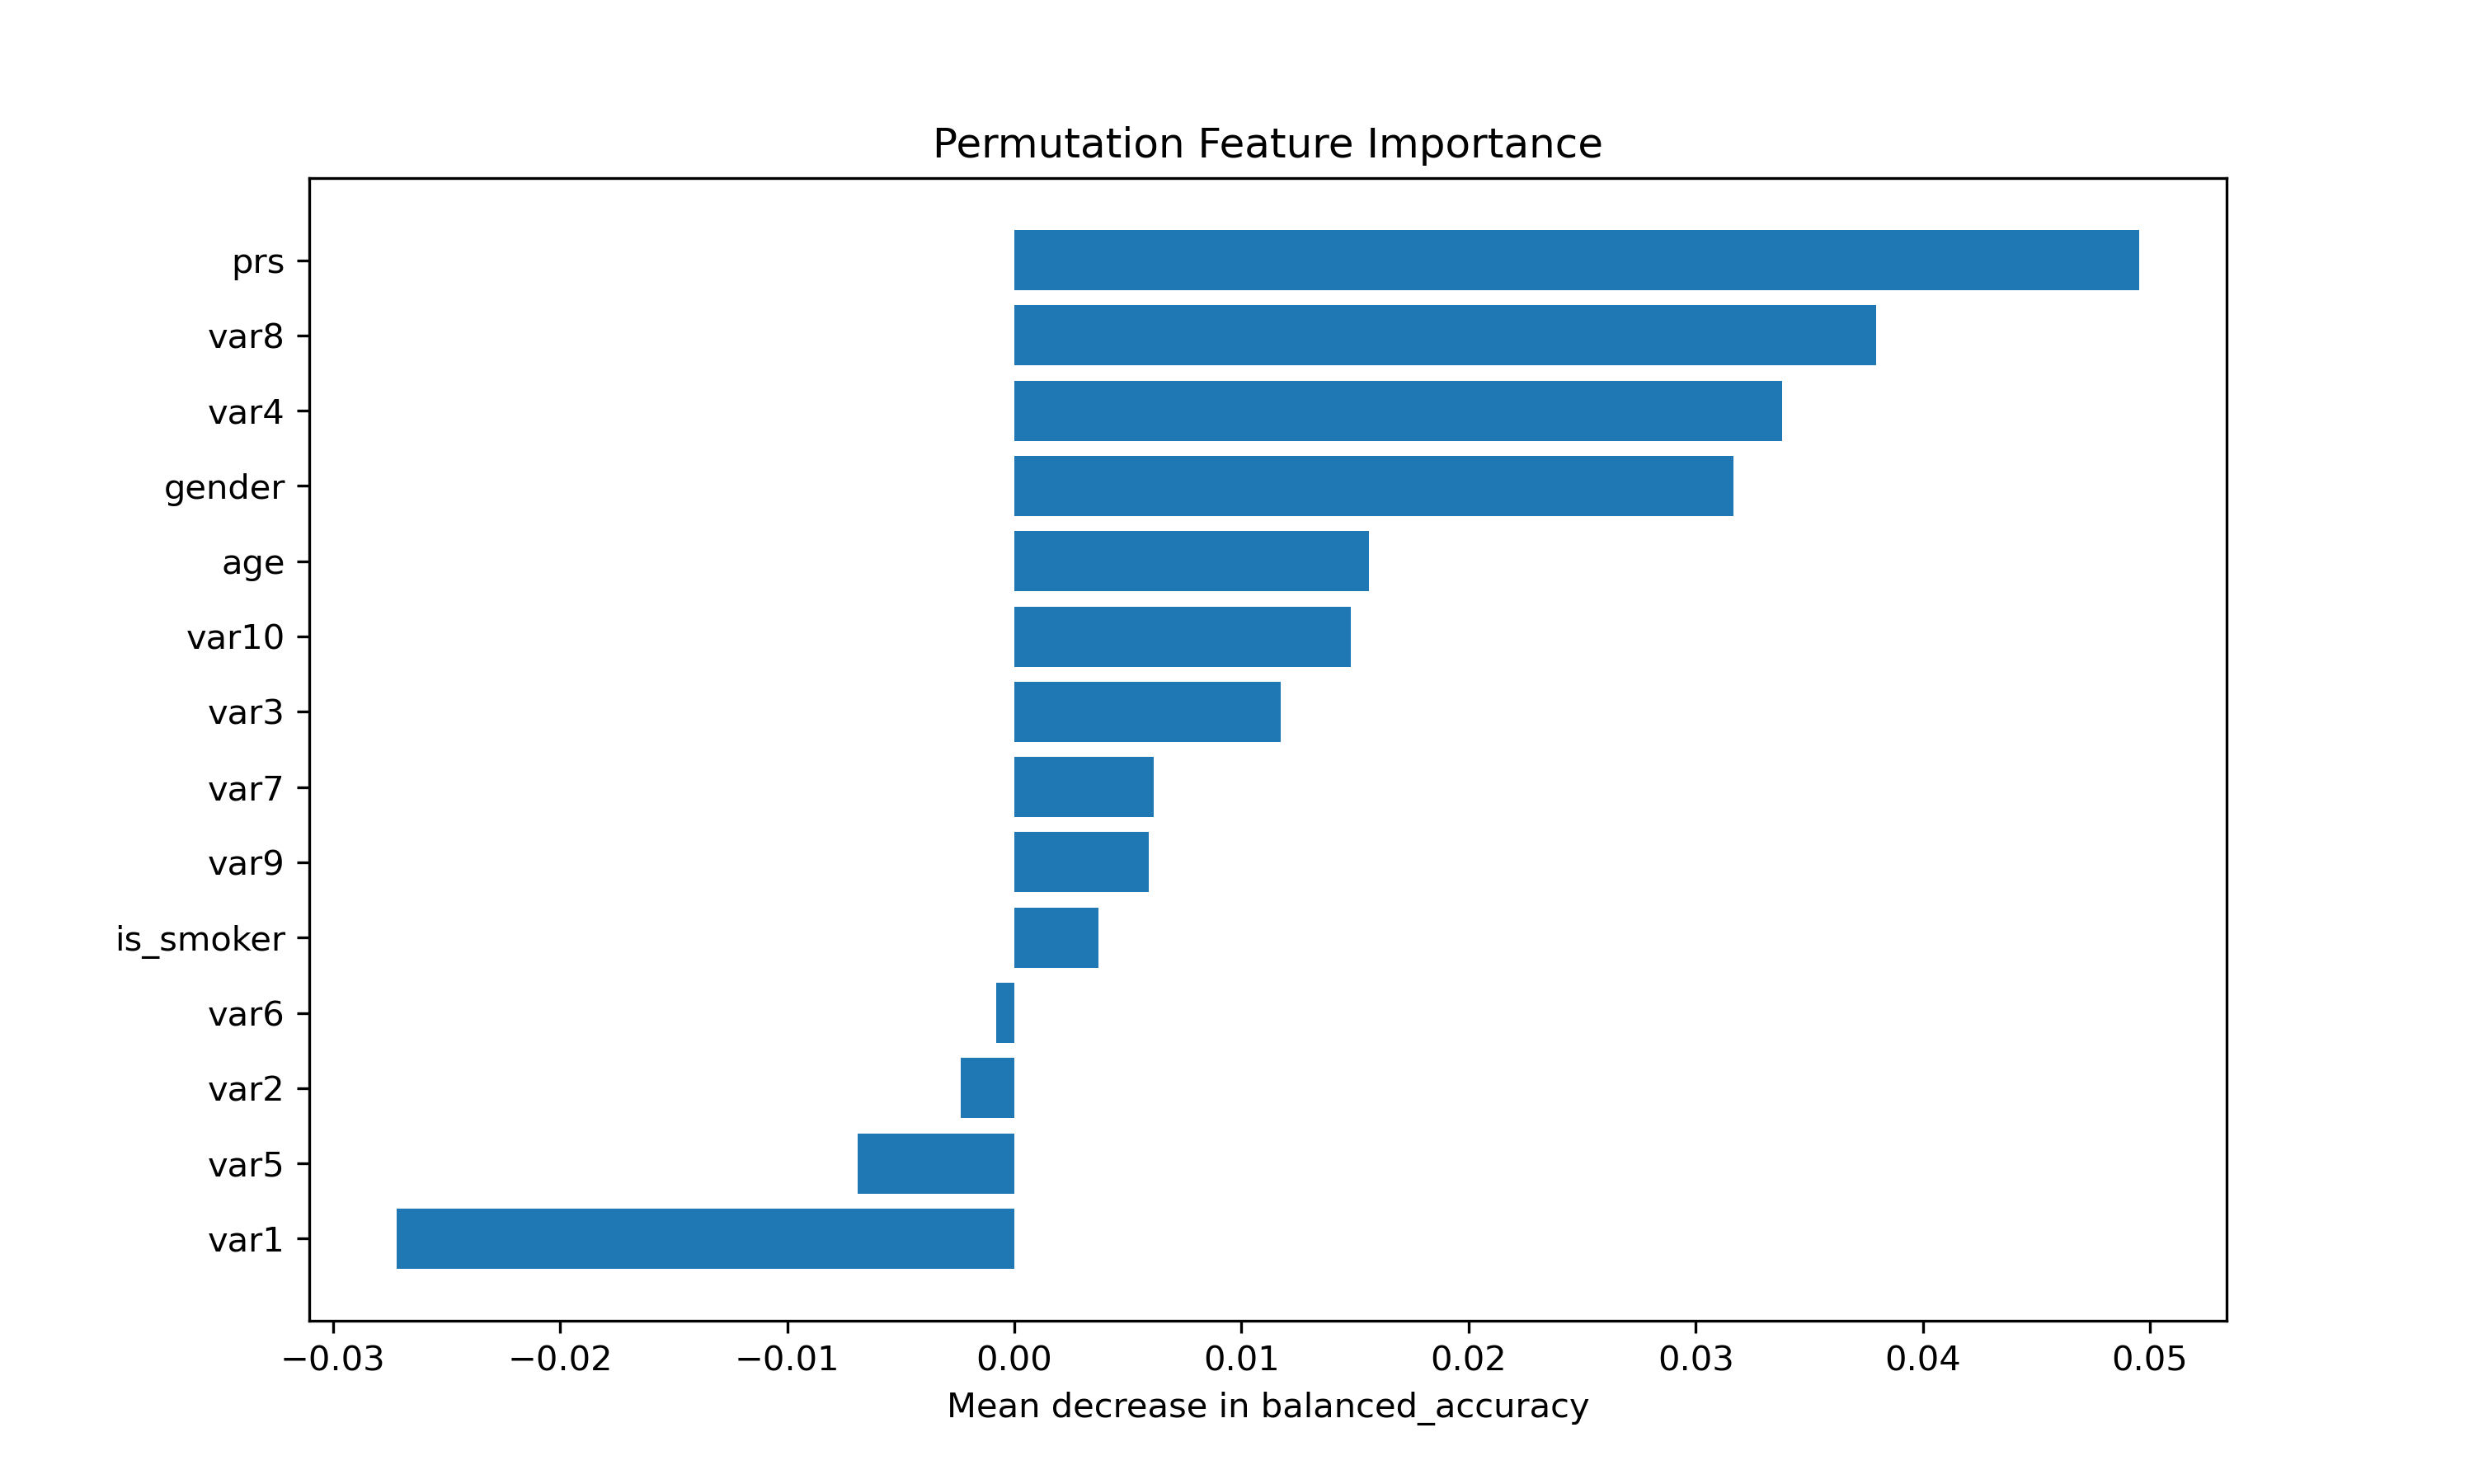 Permutation Feature Importance
prs
var8
var4
gender
age
var10
var3
var7
var9
is_smoker
var6
var2
var5
var1
−0.03 −0.02 −0.01 0.00 0.01 0.02 0.03 0.04 0.05
Mean decrease in balanced_accuracy